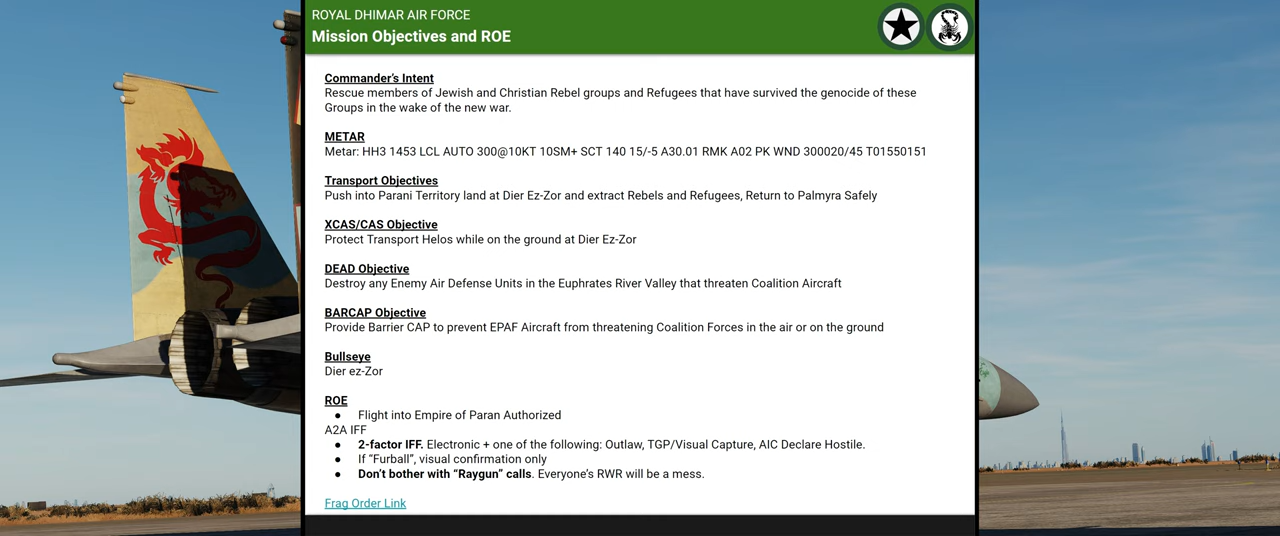 ROYAL DHIMAR AIR FORCE
Mission Objectives and ROE
Commander's Intent
Rescue members of Jewish and Christian Rebel groups and Refugees that have survived the genocide of these
Groups in the wake of the new war.
METAR
Metar: HH3 1453 LCL AUTO 300@10KT 10SM+ SCT 140 15/-5 A30.01 RMK A02 PK WND 300020/45 T01550151
Transport Objectives
Push into Parani Territory land at Dier Ez-Zor and extract Rebels and Refugees, Return to Palmyra Safely
XCAS/CAS Objective
Protect Transport Helos while on the ground at Dier Ez-Zor
DEAD Objective
Destroy any Enemy Air Defense Units in the Euphrates River Valley that threaten Coalition Aircraft
BARCAP Objective
Provide Barrier CAP to prevent EPAF Aircraft from threatening Coalition Forces in the air or on the ground
Bullseye
Dier ez-Zor
ROE
● Flight into Empire of Paran Authorized
A2A IFF
● 2-factor IFF. Electronic + one of the following: Outlaw, TGP/Visual Capture, AIC Declare Hostile.
● If “Furball”, visual confirmation only
● Don't bother with “Raygun” calls. Everyone's RWR will be a mess.
Frag Order Link